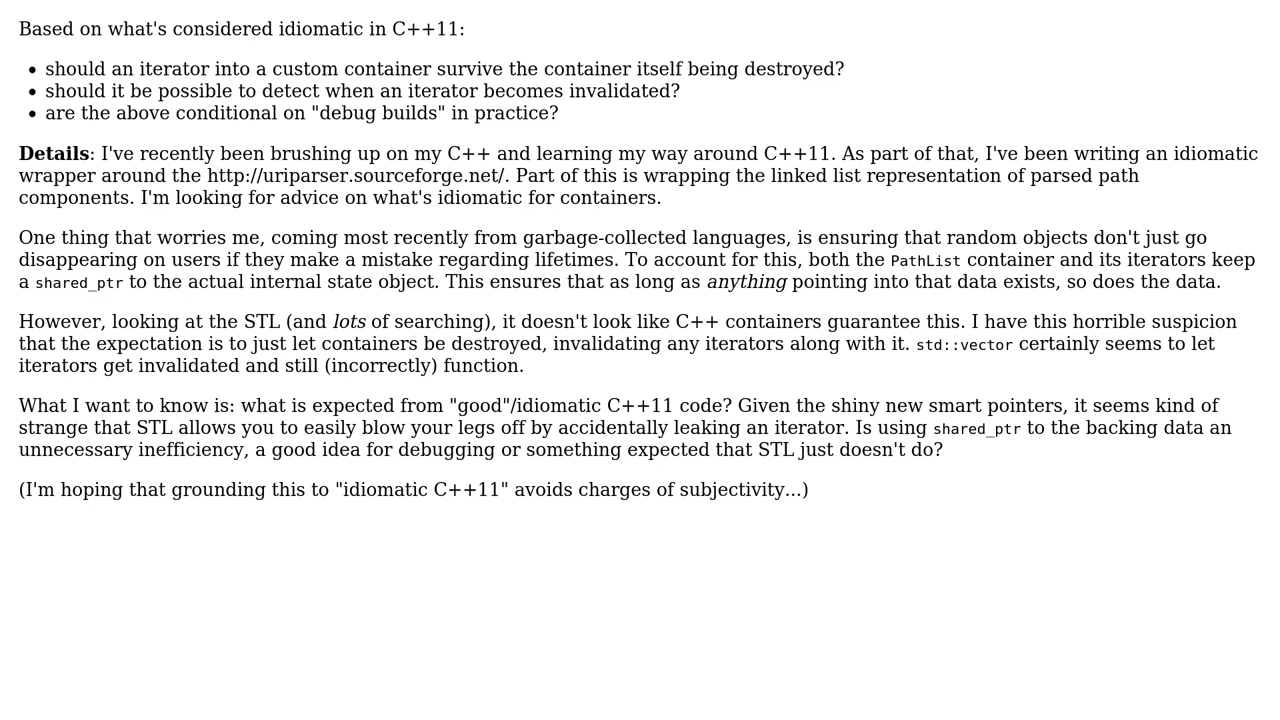 Based on what's considered idiomatic in C++11:
• should an iterator into a custom container survive the container itself being destroyed?
• should it be possible to detect when an iterator becomes invalidated?
• are the above conditional on "debug builds" in practice?
Details: I've recently been brushing up on my C++ and learning my way around C++11. As part of that, I've been writing an idiomatic
wrapper around the http://uriparser.sourceforge.net/. Part of this is wrapping the linked list representation of parsed path
components. I'm looking for advice on what's idiomatic for containers.
One thing that worries me, coming most recently from garbage-collected languages, is ensuring that random objects don't just go
disappearing on users if they make a mistake regarding lifetimes. To account for this, both the PathList container and its iterators keep
a shared_ptr to the actual internal state object. This ensures that as long as anything pointing into that data exists, so does the data.
However, looking at the STL (and lots of searching), it doesn't look like C++ containers guarantee this. I have this horrible suspicion
that the expectation is to just let containers be destroyed, invalidating any iterators along with it. std::vector certainly seems to let
iterators get invalidated and still (incorrectly) function.
What I want to know is: what is expected from "good"/idiomatic C++11 code? Given the shiny new smart pointers, it seems kind of
strange that STL allows you to easily blow your legs off by accidentally leaking an iterator. Is using shared_ptr to the backing data an
unnecessary inefficiency, a good idea for debugging or something expected that STL just doesn't do?
(I'm hoping that grounding this to "idiomatic C++11" avoids charges of subjectivity...)